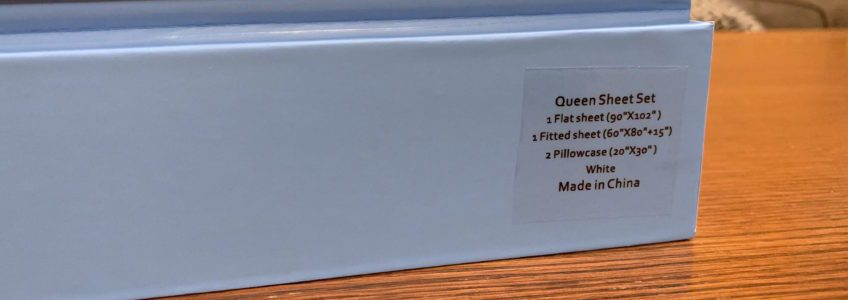 Queen Sheet Set
1 Flat sheet (90"X102")
1 Fitted sheet (60"X80"+15")
2 Pillowcase (20"X30")
White
Made in China